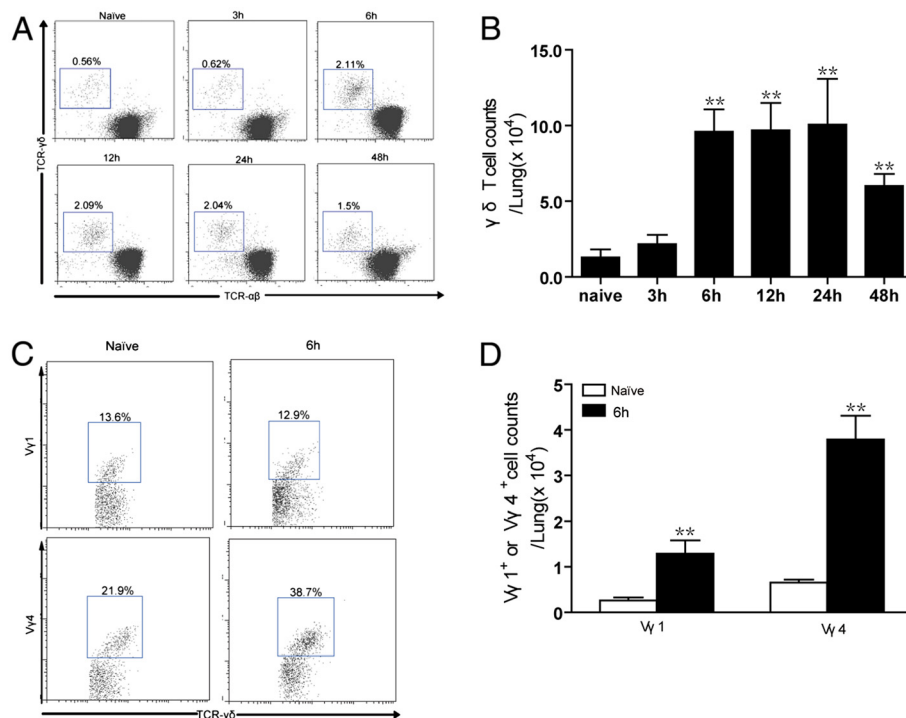 A
Naïve
3h
6h
0.56%
0.62%
2.11%
TCR-γδ
12h
24h
48h
2.09%
2.04%
1.5%
TCR-αβ
B
γ δ T cell counts
/Lung(x 10⁴)
15.0
10.0
5.0
0.0
**
**
**
**
naive
3h
6h
12h
24h
48h
C
Naïve
6h
Vγ1
13.6%
12.9%
Vγ4
21.9%
38.7%
TCR-γδ
D
Vγ 1⁺ or Vγ 4 ⁺cell counts
/Lung(x 10⁴)
5
4
3
2
1
0
Naïve
6h
**
**
Vγ 1
Vγ 4